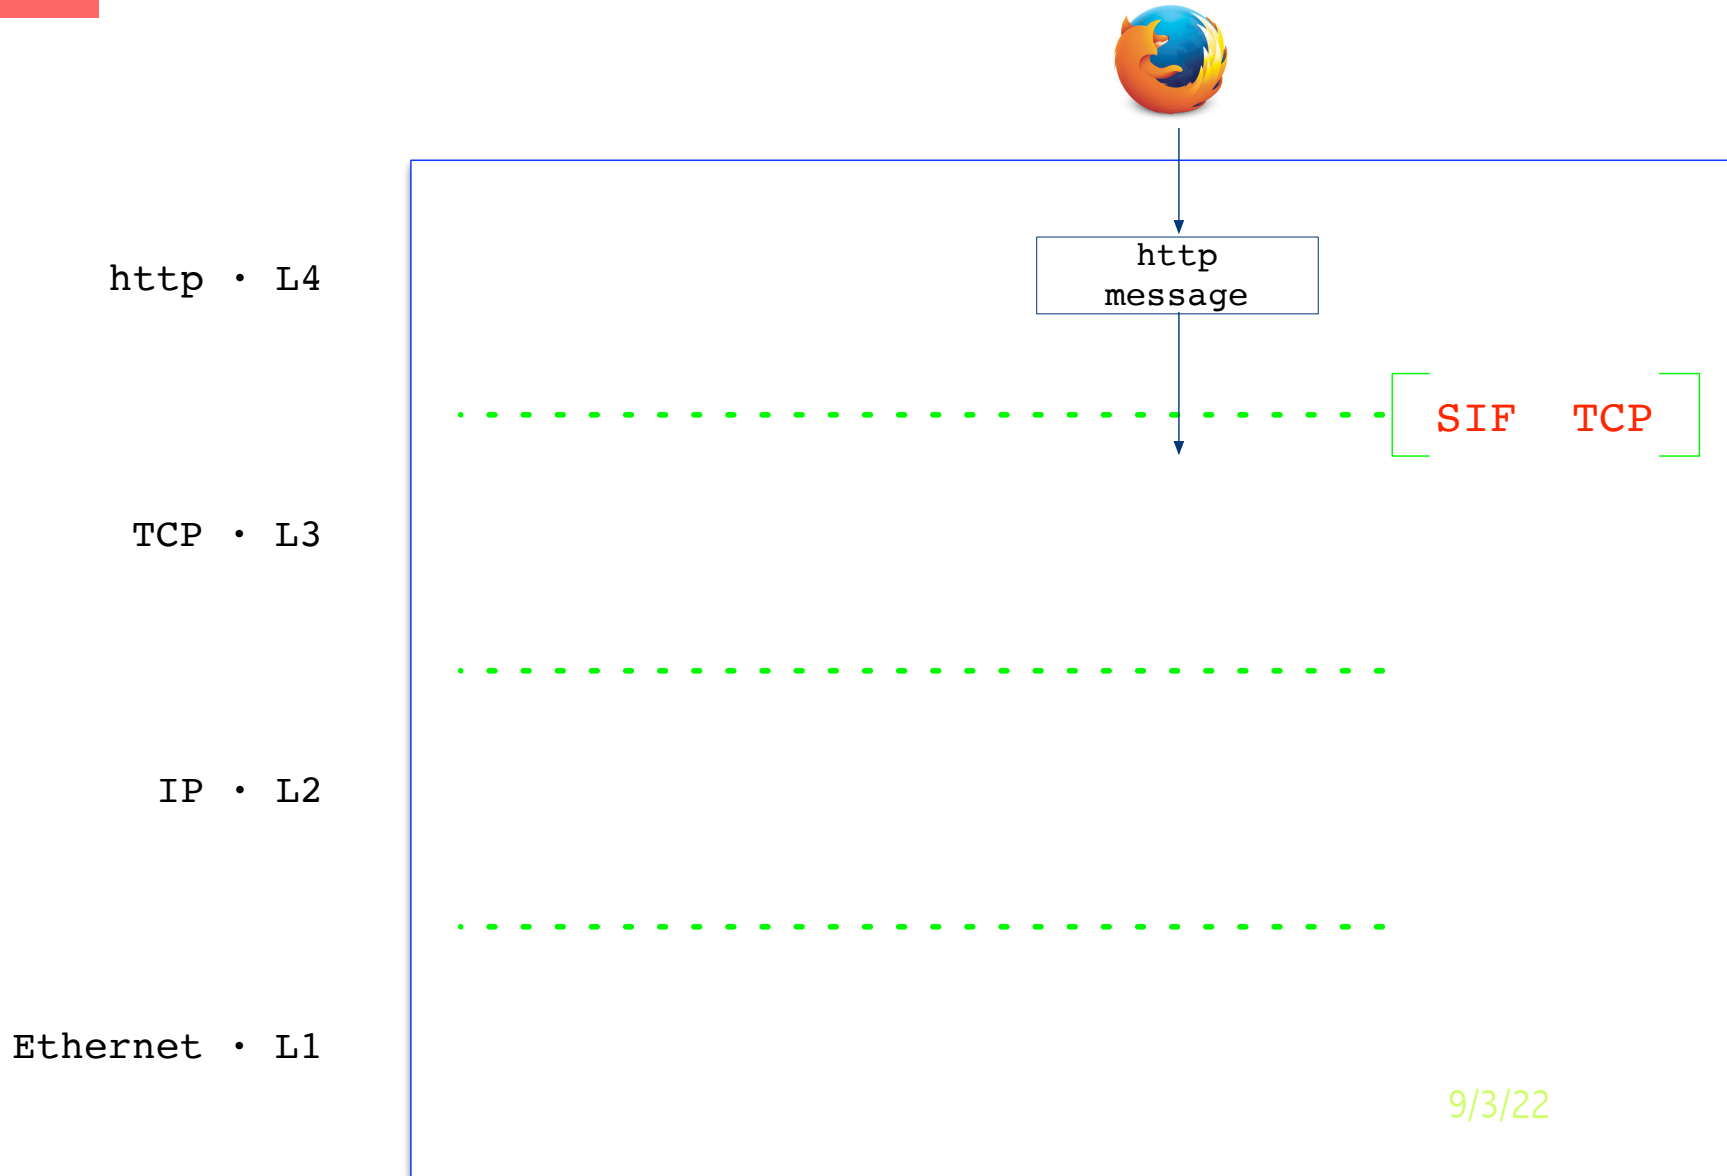 http
message
http · L4
SIF TCP
TCP · L3
IP · L2
Ethernet · L1
9/3/22